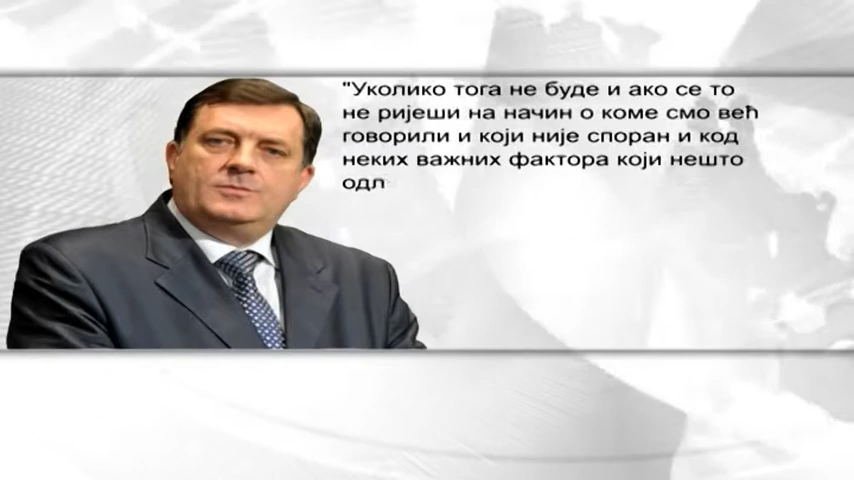 "Уколико тога не буде и ако се то
не ријеши на начин о коме смо већ
говорили и који није споран и код
неких важних фактора који нешто
одл